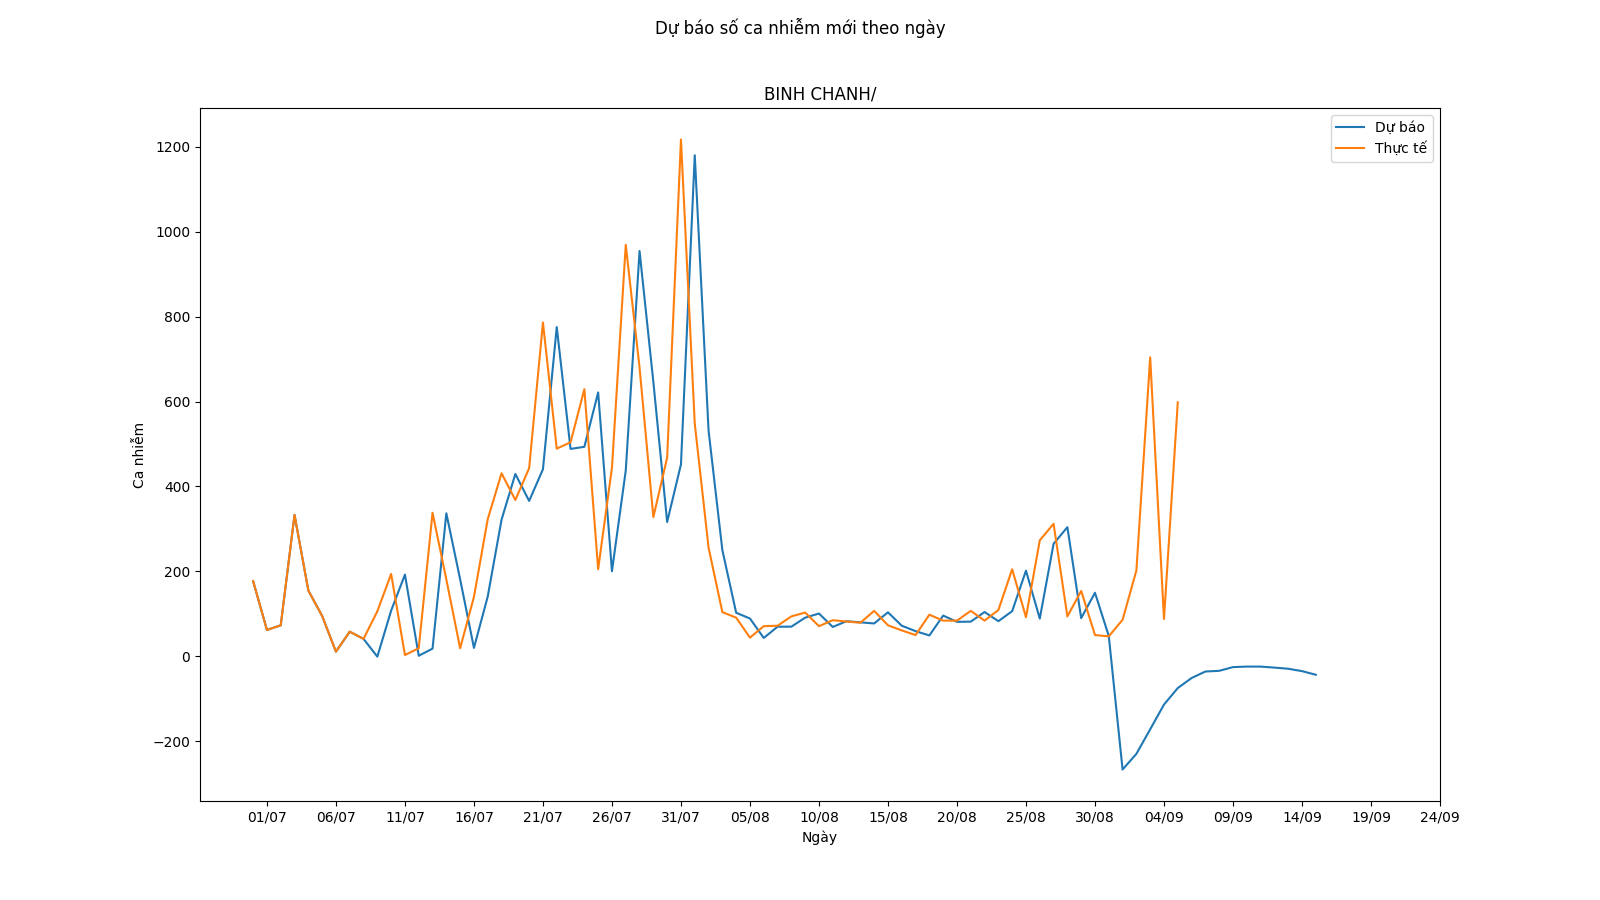 Dự báo số ca nhiễm mới theo ngày
BINH CHANH/
Dự báo
Thực tế
1200
1000
800
600
400
200
0
−200
Ca nhiễm
01/07 06/07 11/07 16/07 21/07 26/07 31/07 05/08 10/08 15/08 20/08 25/08 30/08 04/09 09/09 14/09 19/09 24/09
Ngày